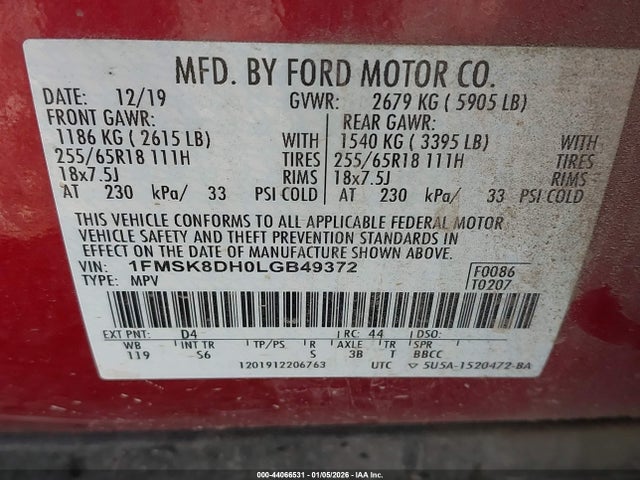 MFD. BY FORD MOTOR CO.
DATE: 12/19 GVWR: 2679 KG ( 5905 LB)
FRONT GAWR: REAR GAWR:
1186 KG ( 2615 LB) WITH 1540 KG ( 3395 LB) WITH
255/65R18 111H TIRES 255/65R18 111H TIRES
18x7.5J RIMS 18x7.5J RIMS
AT 230 kPa/ 33 PSI COLD AT 230 kPa/ 33 PSI COLD
THIS VEHICLE CONFORMS TO ALL APPLICABLE FEDERAL MOTOR
VEHICLE SAFETY AND THEFT PREVENTION STANDARDS IN
EFFECT ON THE DATE OF MANUFACTURE SHOWN ABOVE.
VIN: 1FMSK8DH0LGB49372 F0086
TYPE: MPV T0207
EXT PNT: D4 RC: 44 DSO:
WB INT TR TP/PS R AXLE TR SPR
119 S6 S 3B T BBCC
1201912206763 UTC 5U5A-1520472-BA
000-44066531 - 01/05/2026 - IAA Inc.